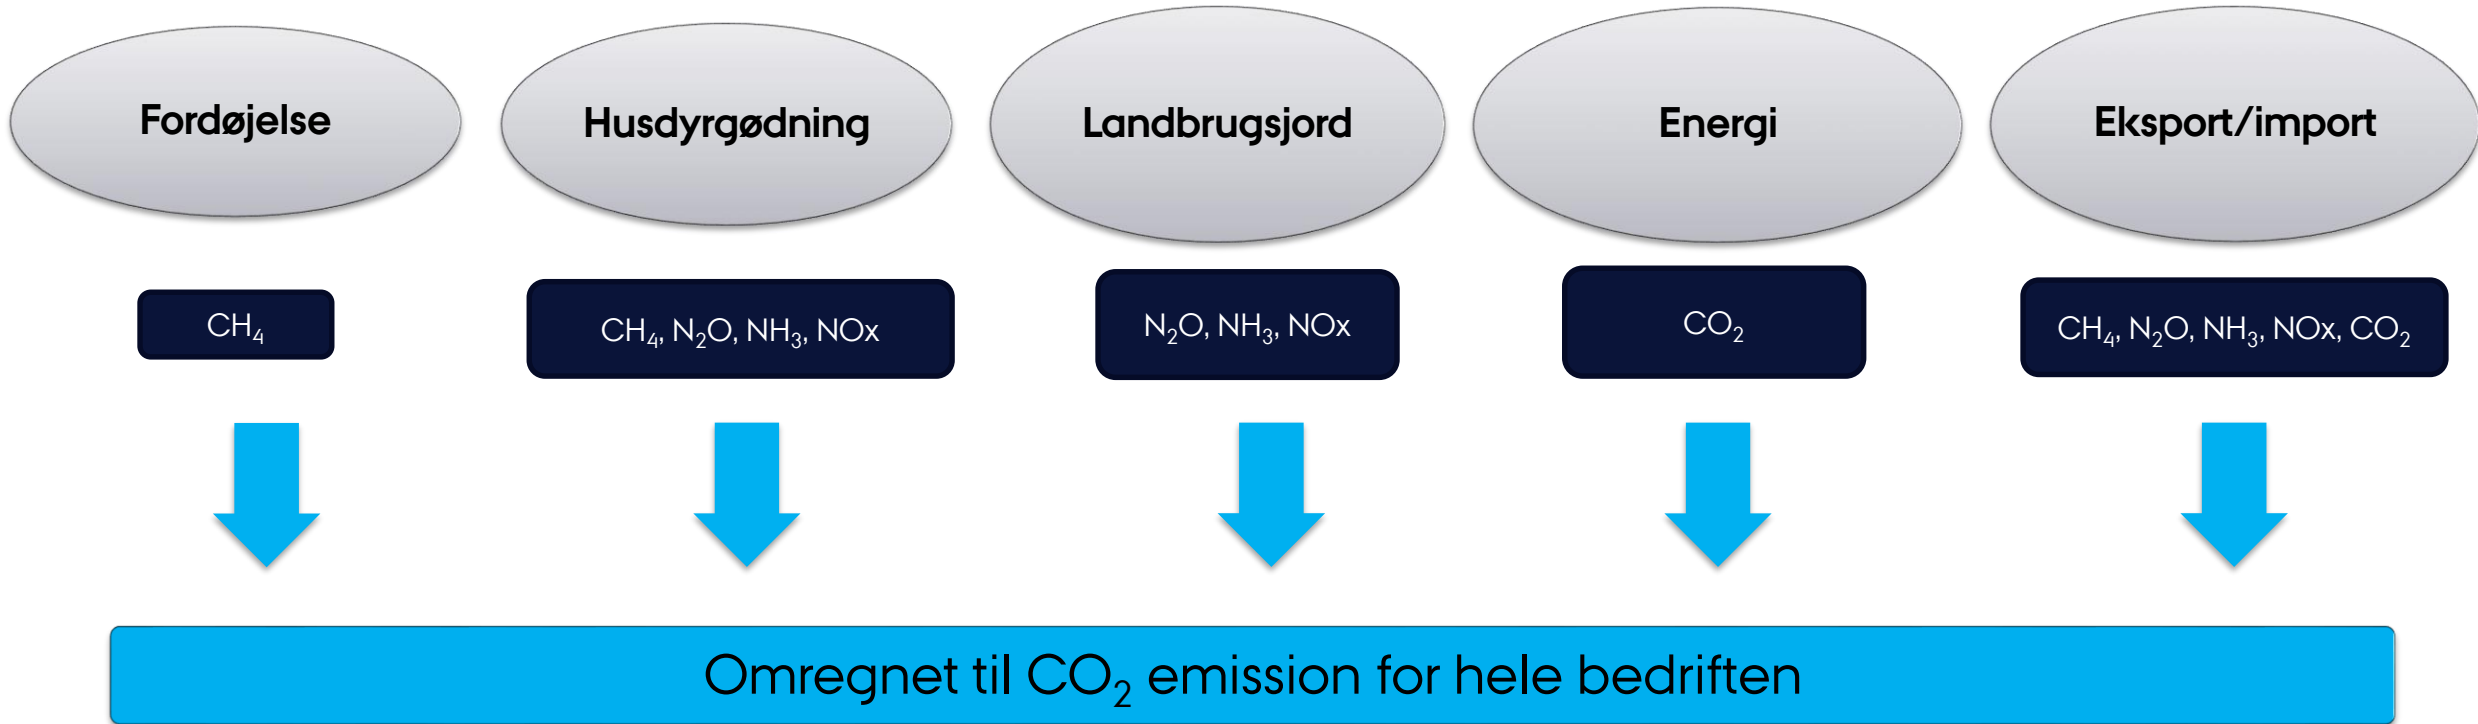 Fordøjelse
Husdyrgødning
Landbrugsjord
Energi
Eksport/import
CH₄
CH₄, N₂O, NH₃, NOx
N₂O, NH₃, NOx
CO₂
CH₄, N₂O, NH₃, NOx, CO₂
Omregnet til CO₂ emission for hele bedriften